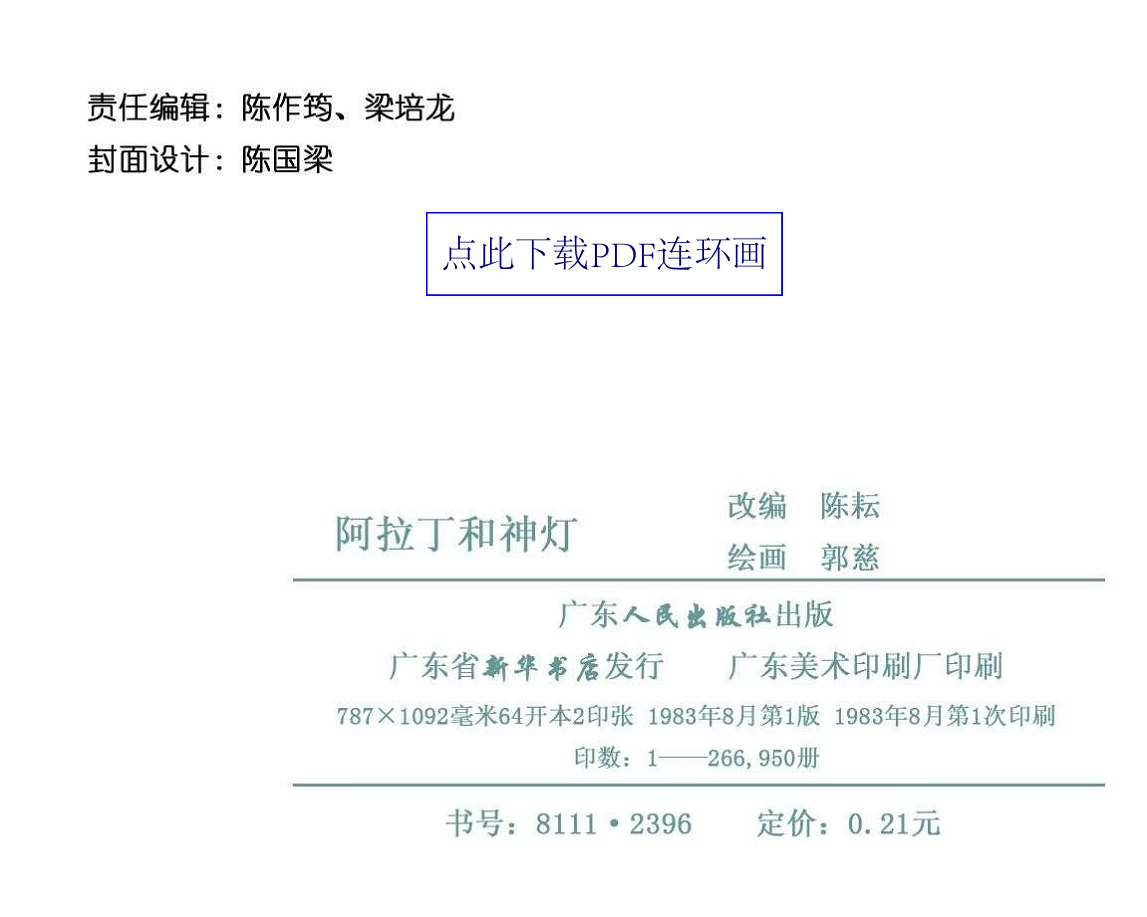 责任编辑：陈作筠、梁培龙
封面设计：陈国梁
点此下载PDF连环画
阿拉丁和神灯
改编 陈耘
绘画 郭慈
广东人民出版社出版
广东省新华书店发行 广东美术印刷厂印刷
787×1092毫米64开本2印张 1983年8月第1版 1983年8月第1次印刷
印数：1——266,950册
书号：8111·2396 定价：0.21元